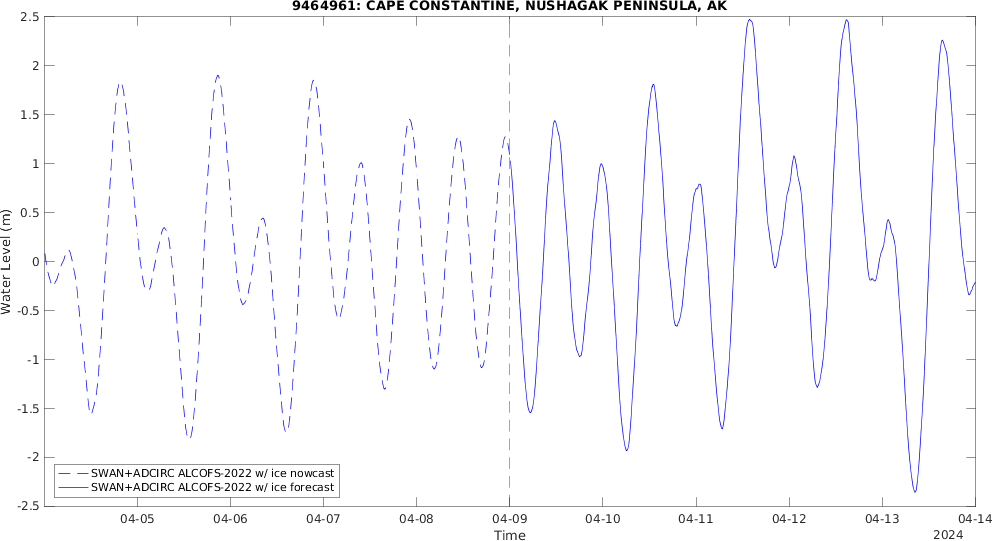 9464961: CAPE CONSTANTINE, NUSHAGAK PENINSULA, AK
2.5
2
1.5
1
0.5
0
-0.5
-1
-1.5
-2
-2.5
Water Level (m)
SWAN+ADCIRC ALCOFS-2022 w/ ice nowcast
SWAN+ADCIRC ALCOFS-2022 w/ ice forecast
04-05 04-06 04-07 04-08 04-09 04-10 04-11 04-12 04-13 04-14
Time
2024